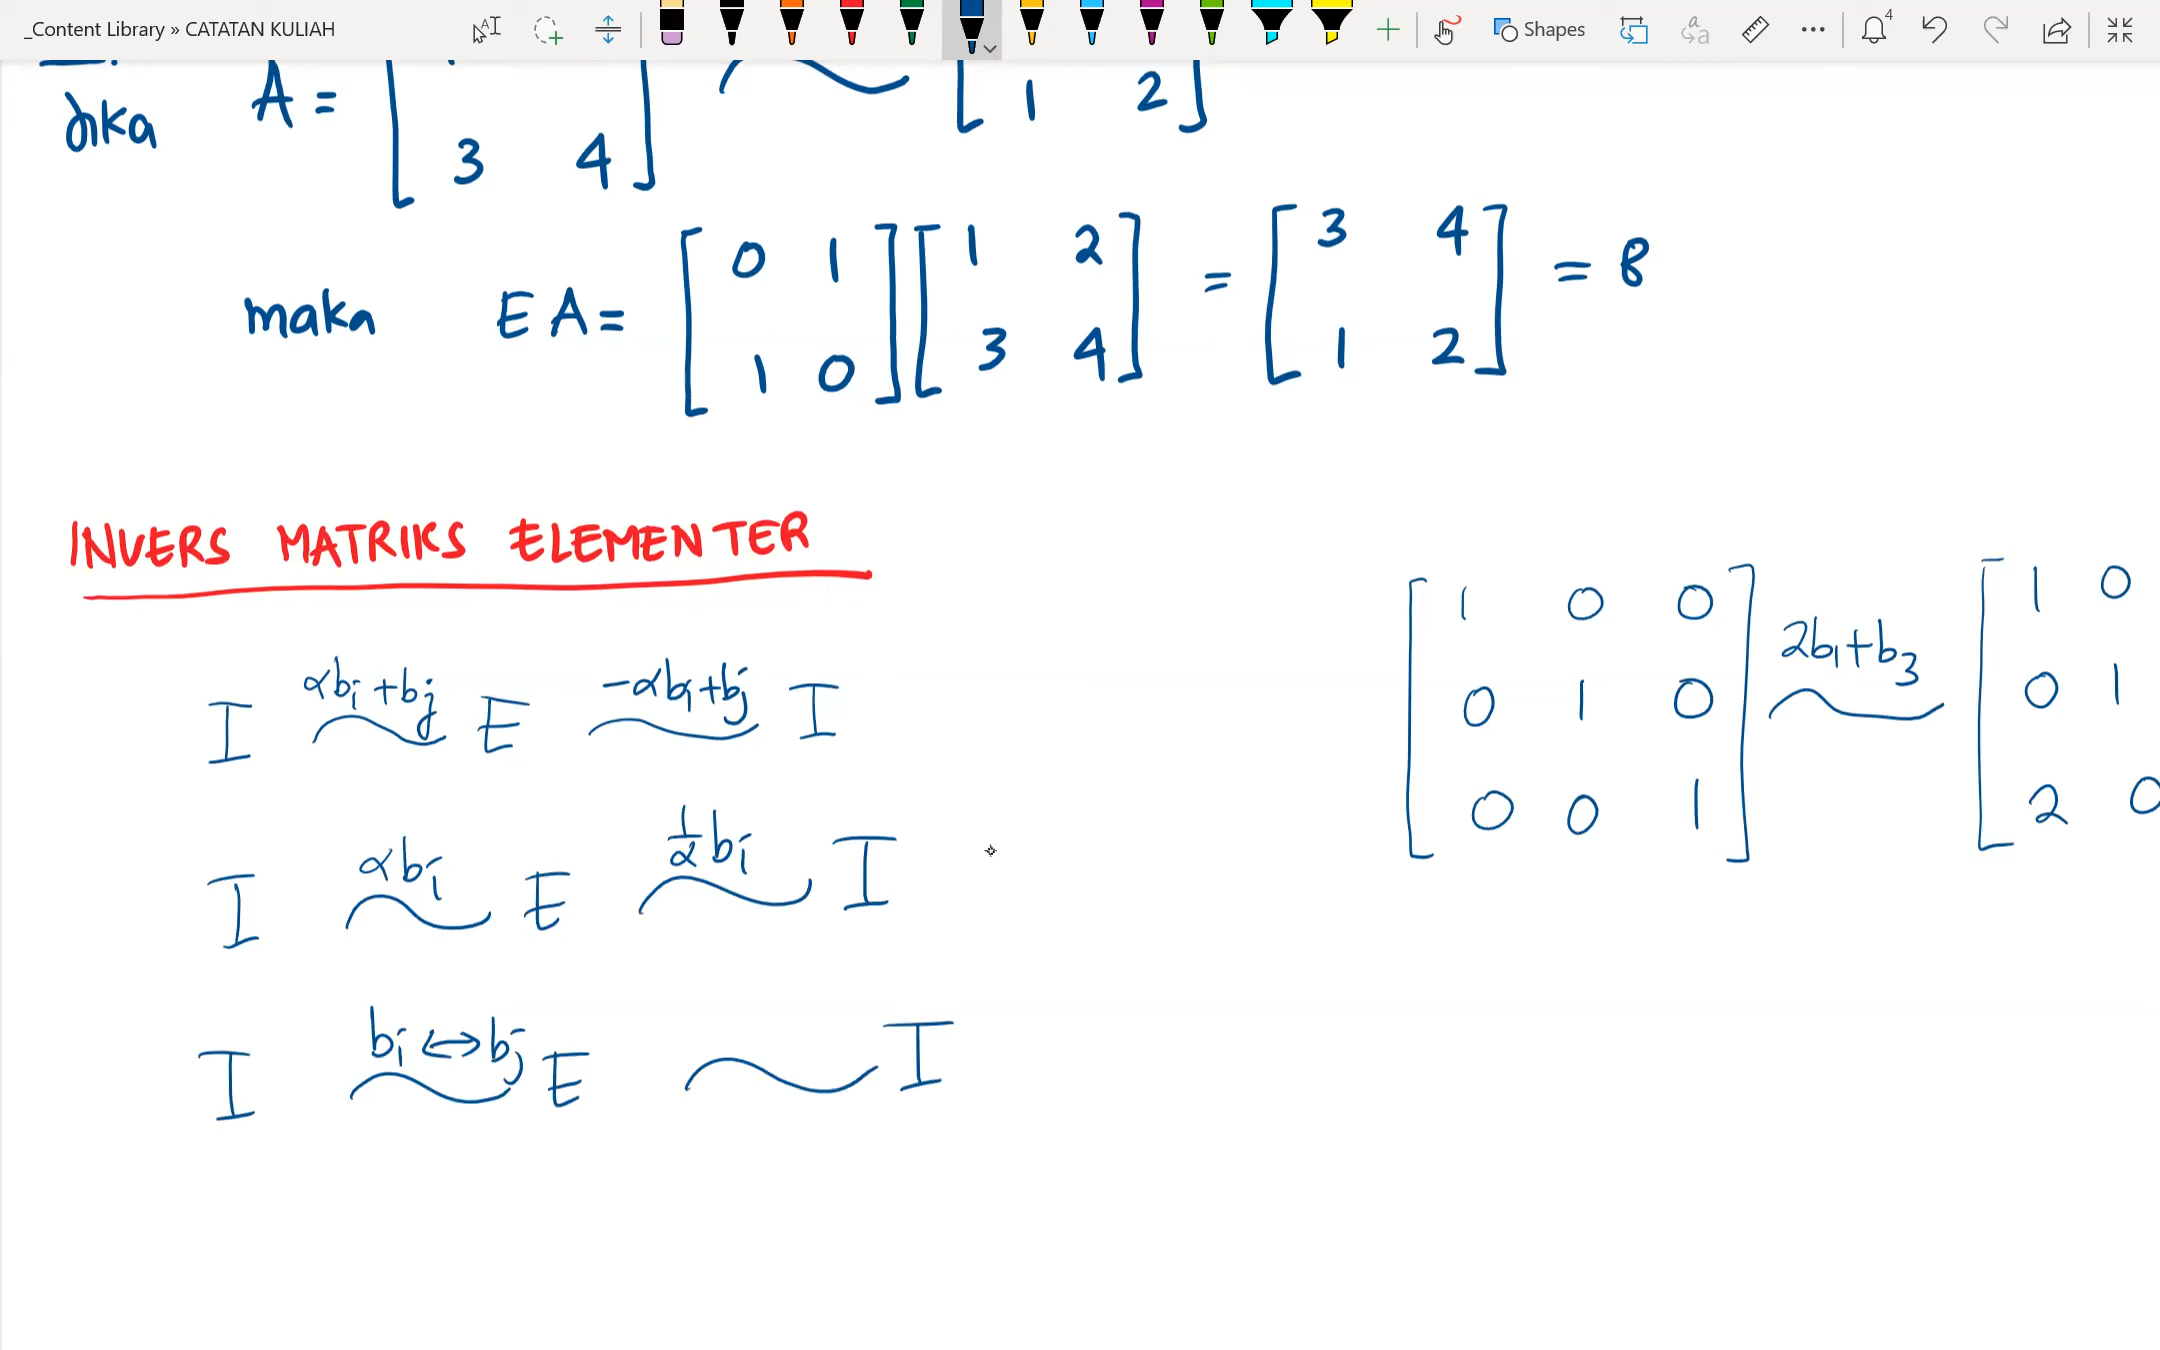 _Content Library » CATATAN KULIAH
Shapes
4
Jika A = [ 3 4 ] ~ [ 1 2 ]
maka EA = [ 0 1 ; 1 0 ] [ 1 2 ; 3 4 ] = [ 3 4 ; 1 2 ] = B
INVERS MATRIKS ELEMENTER
I αbi+bj ~ E -αbi+bj ~ I
I αbi ~ E 1/α bi ~ I
I bi↔bj ~ E ~ I
[ 1 0 0 ; 0 1 0 ; 0 0 1 ] 2b1+b3 ~ [ 1 0 ; 0 1 ; 2 0